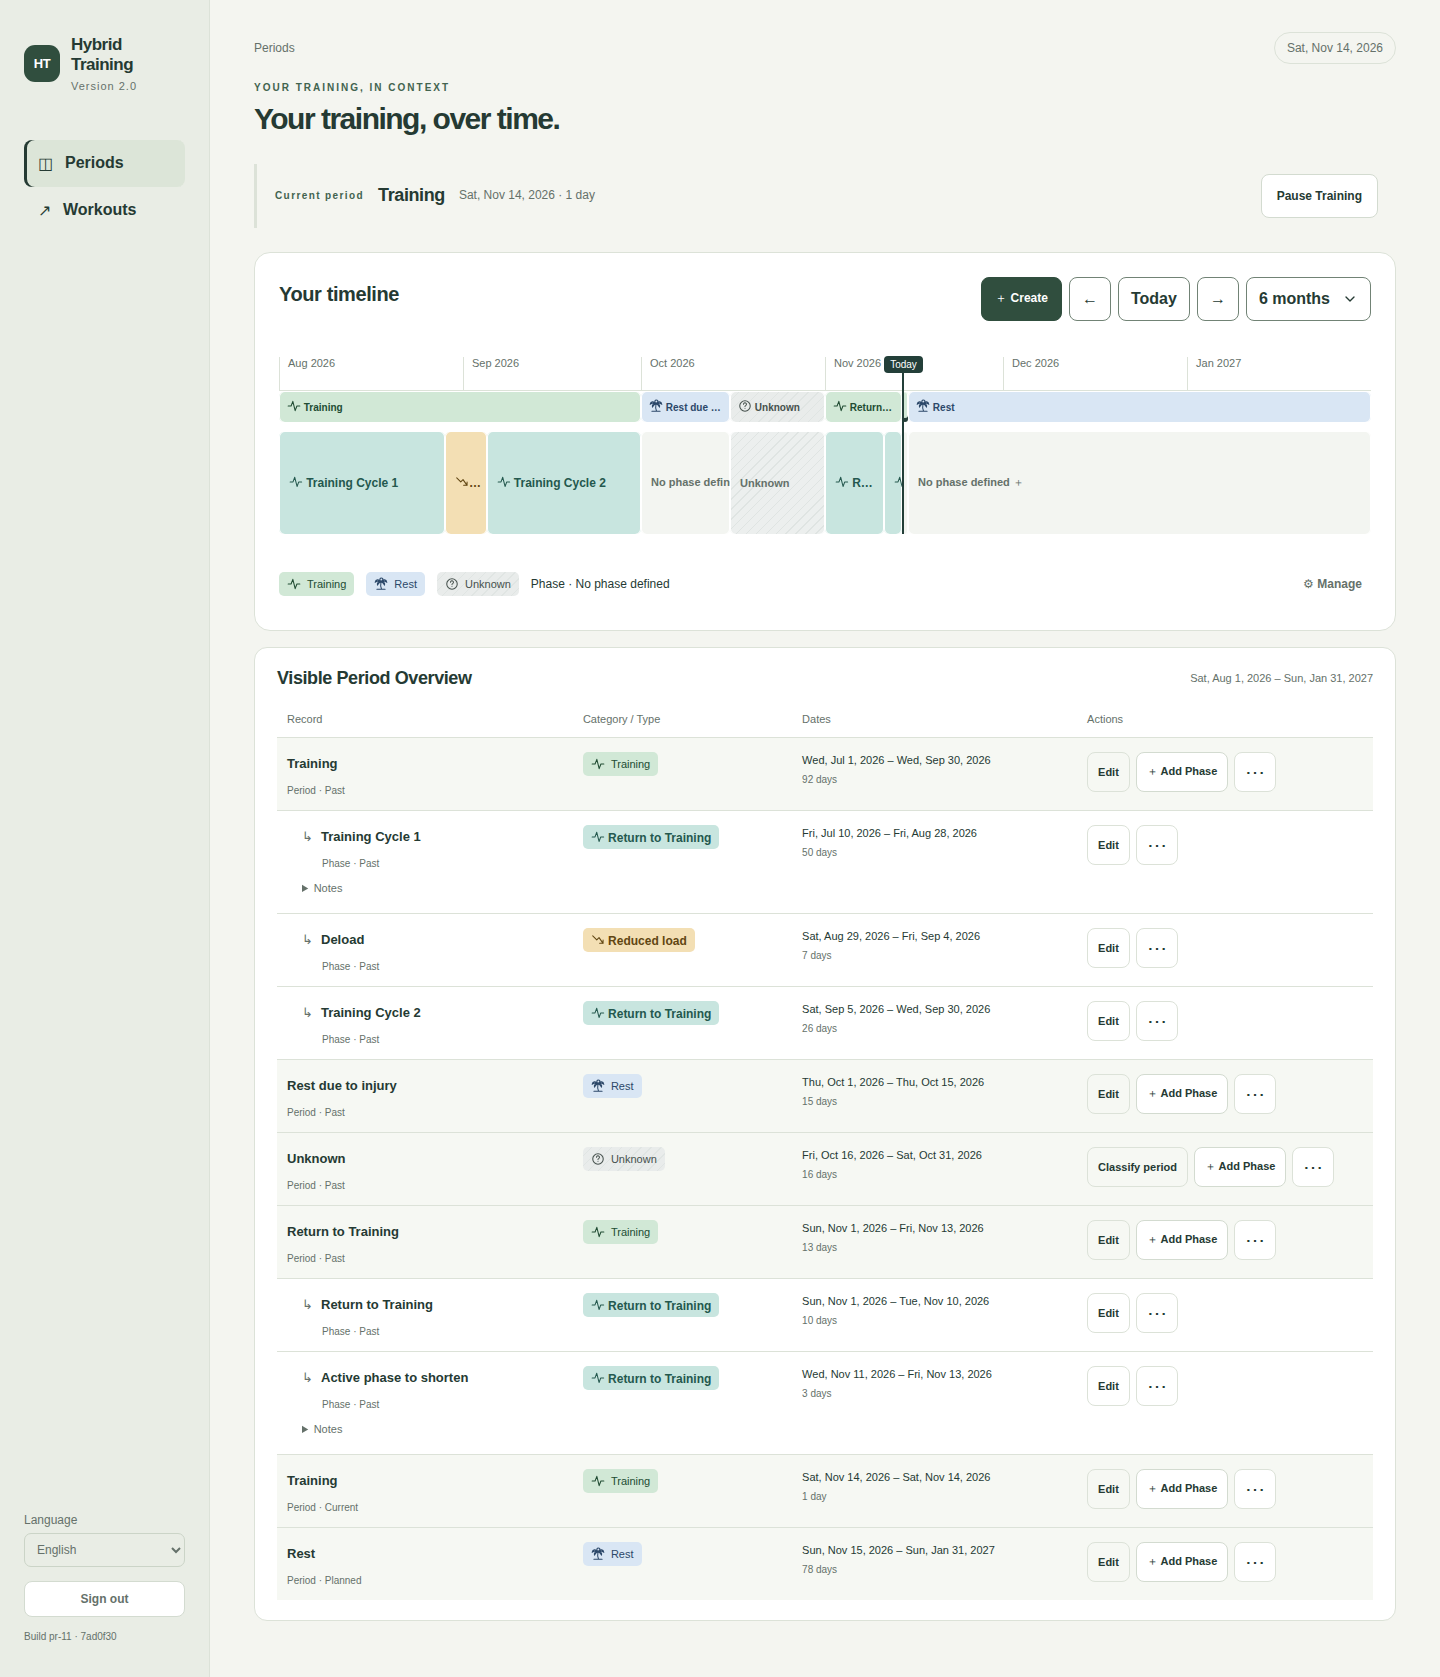 HT
Hybrid
Training
Version 2.0
Periods
Workouts
Language
English
Sign out
Build pr-11 · 7ad0f30
Periods
Sat, Nov 14, 2026
YOUR TRAINING, IN CONTEXT
Your training, over time.
Current period Training Sat, Nov 14, 2026 · 1 day
Pause Training
Your timeline
+ Create
←
Today
→
6 months
Aug 2026
Sep 2026
Oct 2026
Nov 2026
Today
Dec 2026
Jan 2027
Training
Rest due ...
Unknown
Return...
Rest
Training Cycle 1
...
Training Cycle 2
No phase defin
Unknown
R...
No phase defined +
Training
Rest
Unknown
Phase · No phase defined
⚙ Manage
Visible Period Overview
Sat, Aug 1, 2026 – Sun, Jan 31, 2027
Record Category / Type Dates Actions
Training
Period · Past
Training
Wed, Jul 1, 2026 – Wed, Sep 30, 2026
92 days
Edit + Add Phase ···
↳ Training Cycle 1
Phase · Past
▶ Notes
Return to Training
Fri, Jul 10, 2026 – Fri, Aug 28, 2026
50 days
Edit ···
↳ Deload
Phase · Past
Reduced load
Sat, Aug 29, 2026 – Fri, Sep 4, 2026
7 days
Edit ···
↳ Training Cycle 2
Phase · Past
Return to Training
Sat, Sep 5, 2026 – Wed, Sep 30, 2026
26 days
Edit ···
Rest due to injury
Period · Past
Rest
Thu, Oct 1, 2026 – Thu, Oct 15, 2026
15 days
Edit + Add Phase ···
Unknown
Period · Past
Unknown
Fri, Oct 16, 2026 – Sat, Oct 31, 2026
16 days
Classify period + Add Phase ···
Return to Training
Period · Past
Training
Sun, Nov 1, 2026 – Fri, Nov 13, 2026
13 days
Edit + Add Phase ···
↳ Return to Training
Phase · Past
Return to Training
Sun, Nov 1, 2026 – Tue, Nov 10, 2026
10 days
Edit ···
↳ Active phase to shorten
Phase · Past
▶ Notes
Return to Training
Wed, Nov 11, 2026 – Fri, Nov 13, 2026
3 days
Edit ···
Training
Period · Current
Training
Sat, Nov 14, 2026 – Sat, Nov 14, 2026
1 day
Edit + Add Phase ···
Rest
Period · Planned
Rest
Sun, Nov 15, 2026 – Sun, Jan 31, 2027
78 days
Edit + Add Phase ···